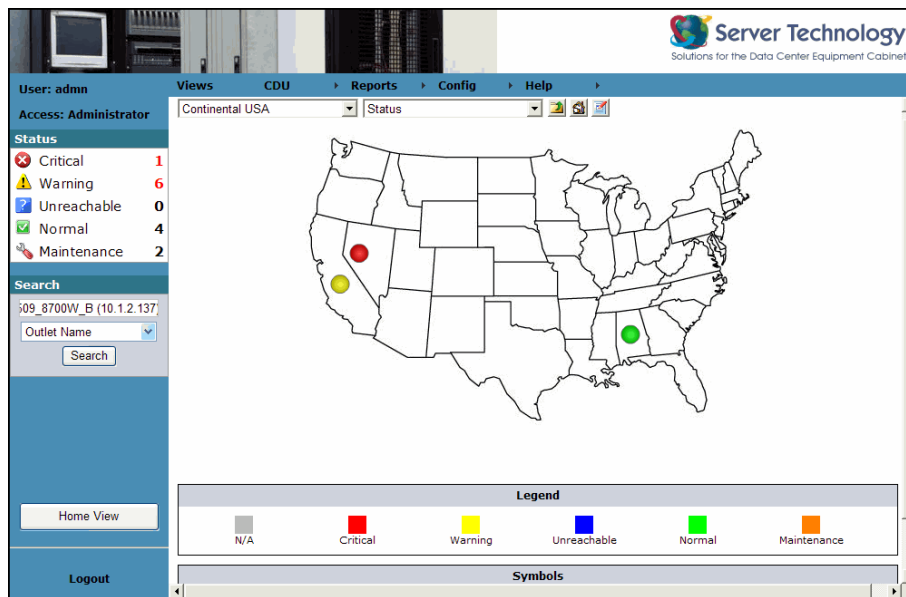 Server Technology
Solutions for the Data Center Equipment Cabinet
User: admn
Access: Administrator
Views CDU Reports Config Help
Continental USA Status
Status
Critical 1
Warning 6
Unreachable 0
Normal 4
Maintenance 2
Search
509_8700W_B (10.1.2.137)
Outlet Name
Search
Home View
Logout
Legend
N/A Critical Warning Unreachable Normal Maintenance
Symbols